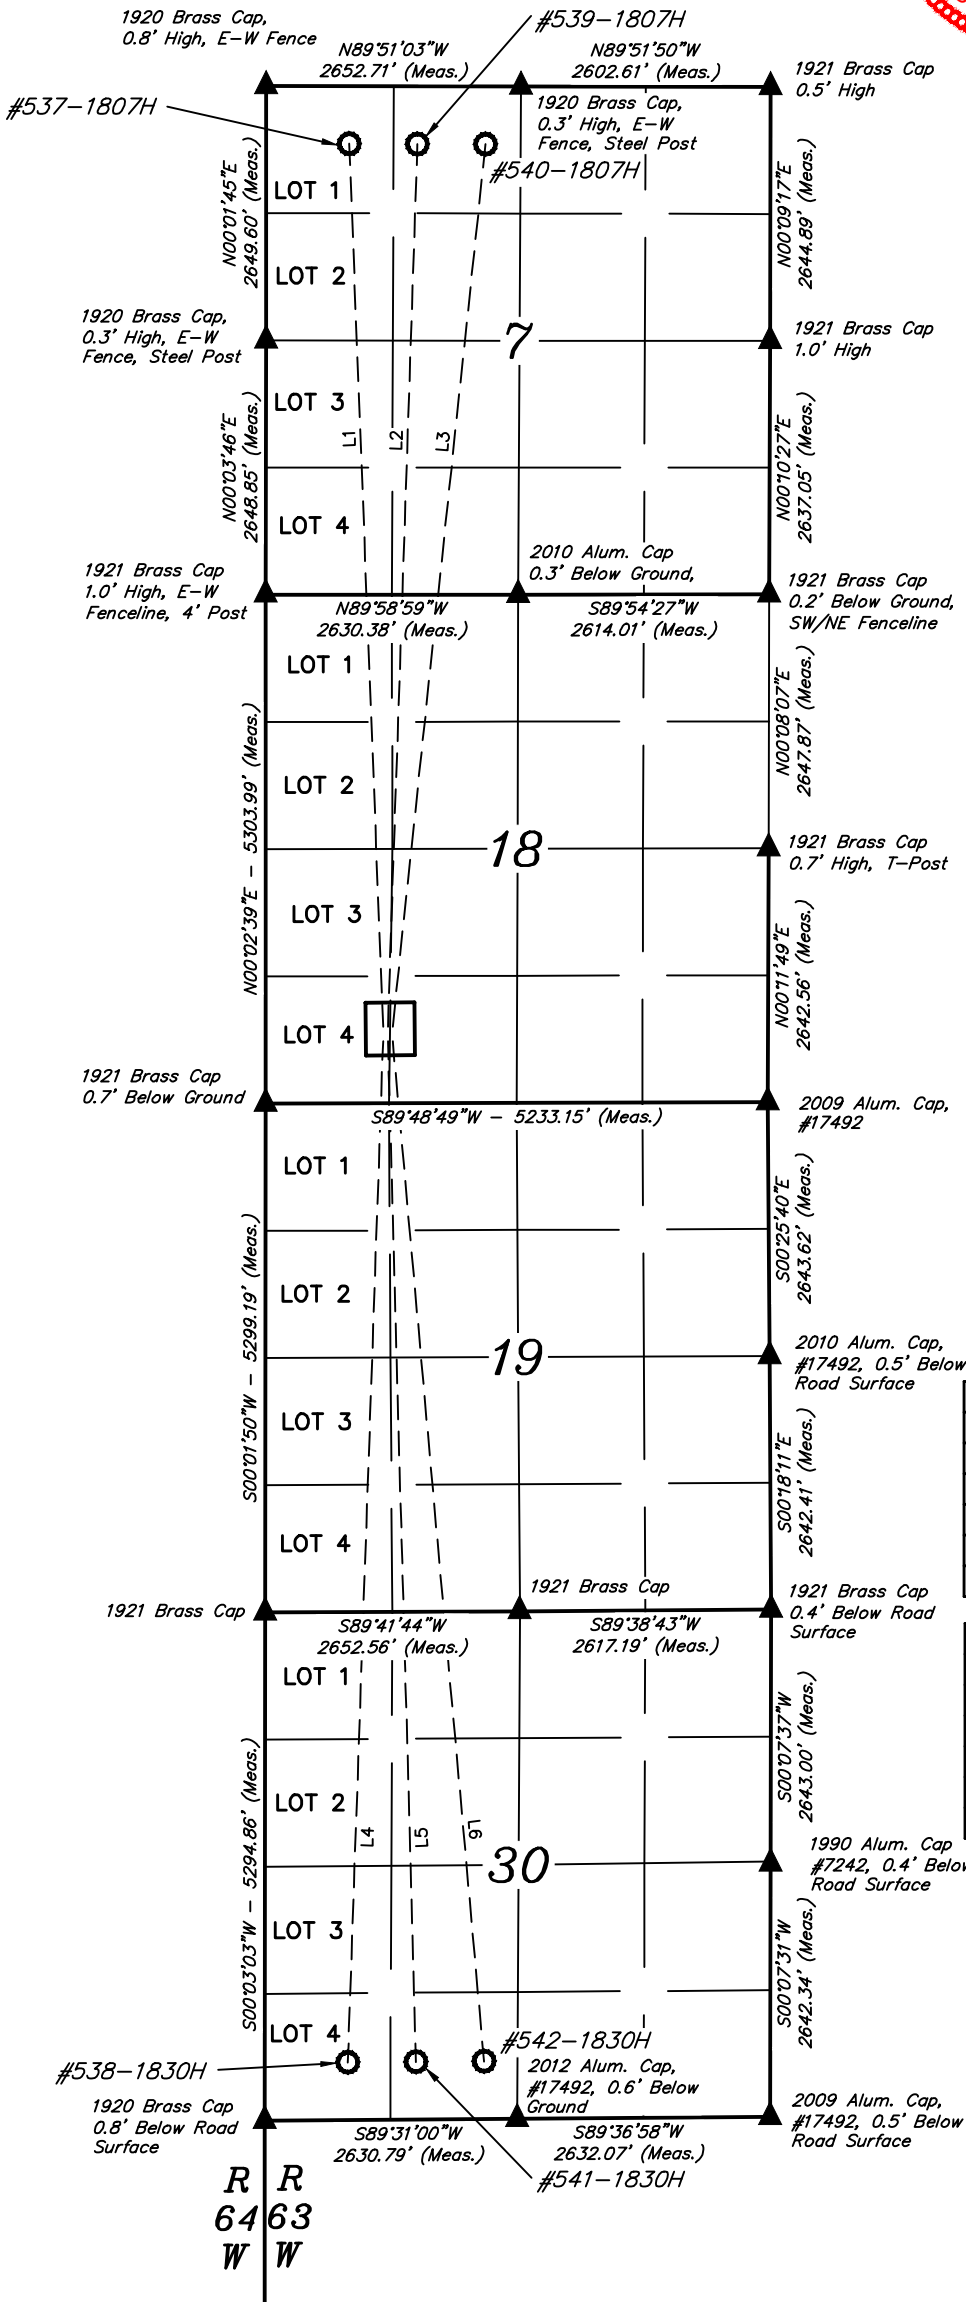 1920 Brass Cap,
0.8' High, E-W Fence
#539-1807H
N89°51'03"W
2652.71' (Meas.)
N89°51'50"W
2602.61' (Meas.)
1921 Brass Cap
0.5' High
#537-1807H
1920 Brass Cap,
0.3' High, E-W
Fence, Steel Post
#540-1807H
N00°01'45"E
2649.60' (Meas.)
LOT 1
N00°09'17"E
2644.89' (Meas.)
LOT 2
1920 Brass Cap,
0.3' High, E-W
Fence, Steel Post
7
1921 Brass Cap
1.0' High
N00°03'46"E
2648.85' (Meas.)
LOT 3
L1
L2
L3
N00°10'27"E
2637.05' (Meas.)
LOT 4
2010 Alum. Cap
0.3' Below Ground,
1921 Brass Cap
1.0' High, E-W
Fenceline, 4' Post
1921 Brass Cap
0.2' Below Ground,
SW/NE Fenceline
N89°58'59"W
2630.38' (Meas.)
S89°54'27"W
2614.01' (Meas.)
LOT 1
N00°08'07"E
2647.87' (Meas.)
N00°02'39"E - 5303.99' (Meas.)
LOT 2
18
1921 Brass Cap
0.7' High, T-Post
LOT 3
N00°11'49"E
2642.56' (Meas.)
LOT 4
1921 Brass Cap
0.7' Below Ground
S89°48'49"W - 5233.15' (Meas.)
2009 Alum. Cap,
#17492
LOT 1
S00°25'40"E
2643.62' (Meas.)
S00°01'50"W - 5299.19' (Meas.)
LOT 2
19
2010 Alum. Cap,
#17492, 0.5' Below
Road Surface
LOT 3
S00°18'11"E
2642.41' (Meas.)
LOT 4
1921 Brass Cap
1921 Brass Cap
1921 Brass Cap
0.4' Below Road
Surface
S89°41'44"W
2652.56' (Meas.)
S89°38'43"W
2617.19' (Meas.)
LOT 1
S00°07'37"W
2643.00' (Meas.)
S00°03'03"W - 5294.86' (Meas.)
LOT 2
L4
L5
L6
30
1990 Alum. Cap
#7242, 0.4' Below
Road Surface
LOT 3
S00°07'31"W
2642.34' (Meas.)
LOT 4
#542-1830H
#538-1830H
2012 Alum. Cap,
#17492, 0.6' Below
Ground
1920 Brass Cap
0.8' Below Road
Surface
2009 Alum. Cap,
#17492, 0.5' Below
Road Surface
S89°31'00"W
2630.79' (Meas.)
S89°36'58"W
2632.07' (Meas.)
#541-1830H
R R
64 63
W W